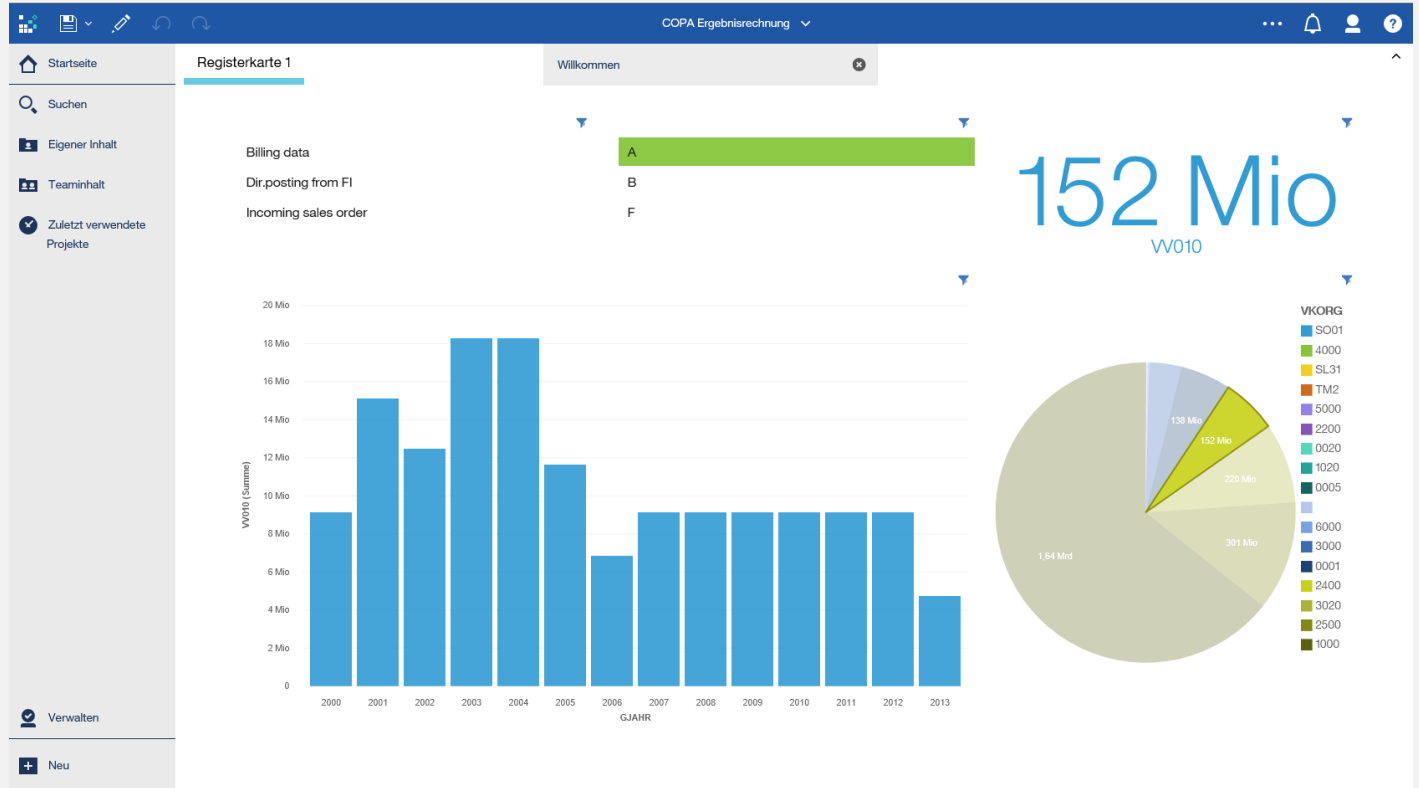 COPA Ergebnisrechnung
Startseite
Suchen
Eigener Inhalt
Teaminhalt
Zuletzt verwendete
Projekte
Verwalten
Neu
Registerkarte 1
Willkommen
Billing data
Dir.posting from FI
Incoming sales order
A
B
F
152 Mio
VV010
20 Mio
18 Mio
16 Mio
14 Mio
12 Mio
10 Mio
8 Mio
6 Mio
4 Mio
2 Mio
0
VV010 (Summe)
2000 2001 2002 2003 2004 2005 2006 2007 2008 2009 2010 2011 2012 2013
GJAHR
138 Mio
152 Mio
228 Mio
301 Mio
1,64 Mrd
VKORG
SO01
4000
SL31
TM2
5000
2200
0020
1020
0005
6000
3000
0001
2400
3020
2500
1000